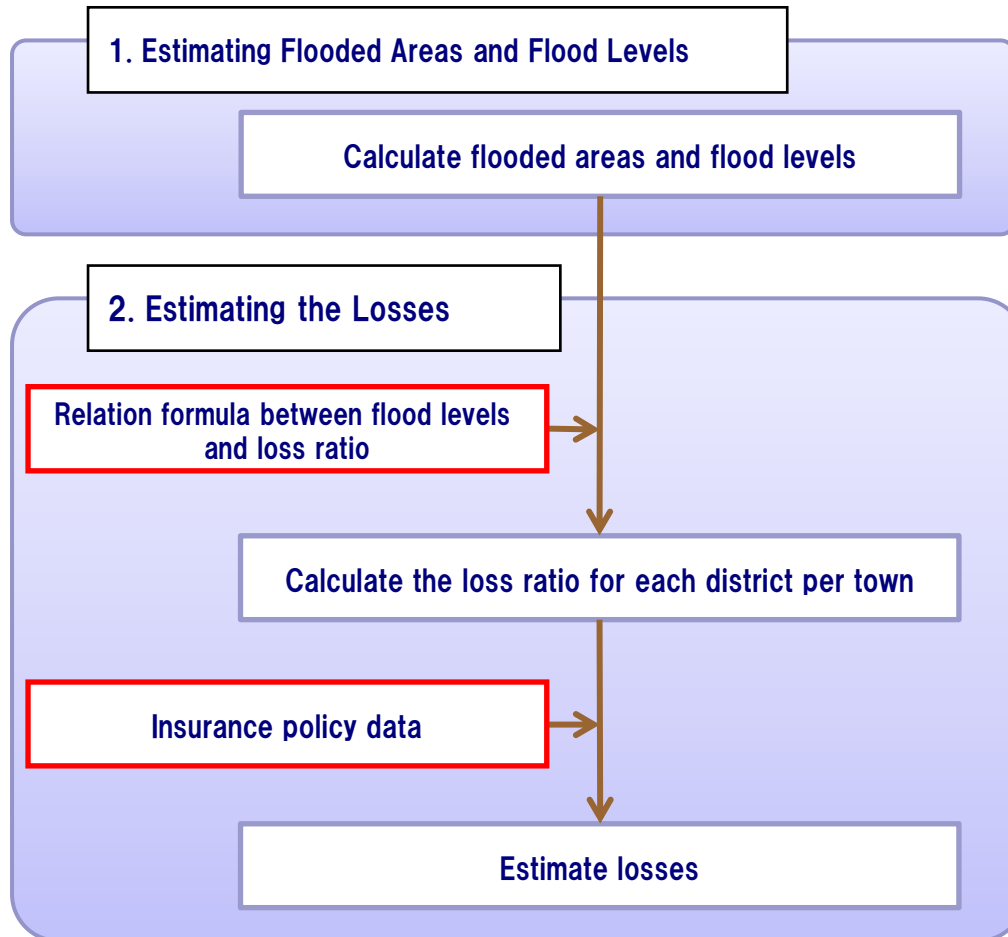 1. Estimating Flooded Areas and Flood Levels
Calculate flooded areas and flood levels
2. Estimating the Losses
Relation formula between flood levels
and loss ratio
Calculate the loss ratio for each district per town
Insurance policy data
Estimate losses